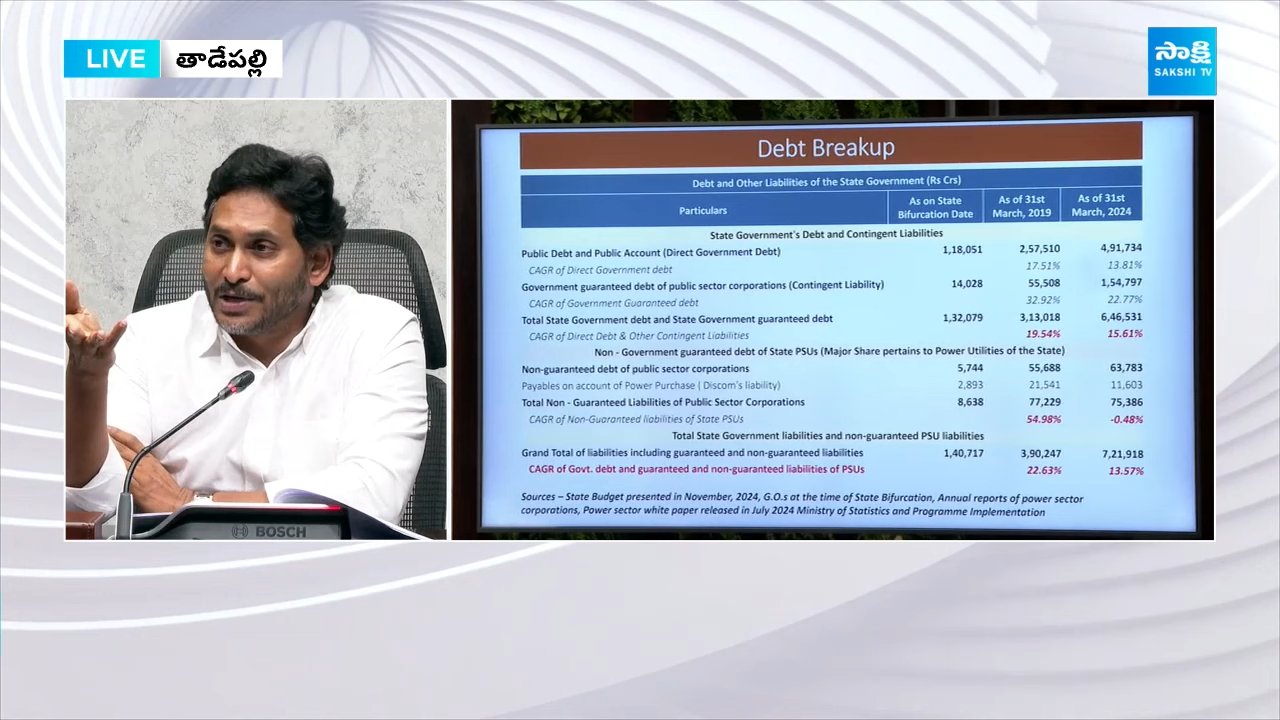 LIVE
తాడేపల్లి
సాక్షి
SAKSHI TV
Debt Breakup
Debt and Other Liabilities of the State Government (Rs Crs)
Particulars
As on State
Bifurcation Date
As of 31st
March, 2019
As of 31st
March, 2024
State Government's Debt and Contingent Liabilities
Public Debt and Public Account (Direct Government Debt) 1,18,051 2,57,510 4,91,734
CAGR of Direct Government debt 17.51% 13.81%
Government guaranteed debt of public sector corporations (Contingent Liability) 14,028 55,508 1,54,797
CAGR of Government Guaranteed debt 32.92% 22.77%
Total State Government debt and State Government guaranteed debt 1,32,079 3,13,018 6,46,531
CAGR of Direct Debt & Other Contingent Liabilities 19.54% 15.61%
Non - Government guaranteed debt of State PSUs (Major Share pertains to Power Utilities of the State)
Non-guaranteed debt of public sector corporations 5,744 55,688 63,783
Payables on account of Power Purchase ( Discom's liability) 2,893 21,541 11,603
Total Non - Guaranteed Liabilities of Public Sector Corporations 8,638 77,229 75,386
CAGR of Non-Guaranteed liabilities of State PSUs 54.98% -0.48%
Total State Government liabilities and non-guaranteed PSU liabilities
Grand Total of liabilities including guaranteed and non-guaranteed liabilities 1,40,717 3,90,247 7,21,918
CAGR of Govt. debt and guaranteed and non-guaranteed liabilities of PSUs 22.63% 13.57%
Sources – State Budget presented in November, 2024, G.O.s at the time of State Bifurcation, Annual reports of power sector
corporations, Power sector white paper released in July 2024 Ministry of Statistics and Programme Implementation
BOSCH